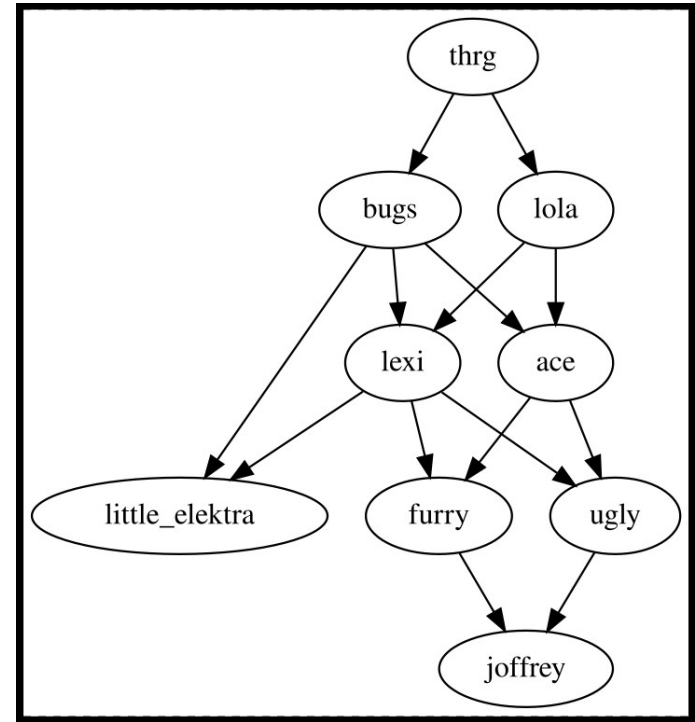 thrg
bugs
lola
lexi
ace
little_elektra
furry
ugly
joffrey